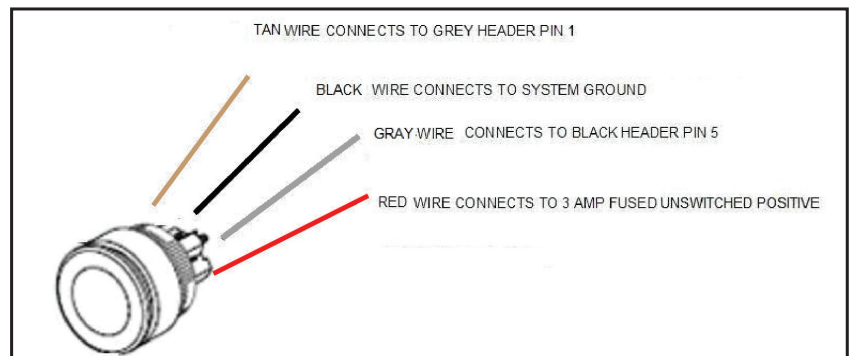 TAN WIRE CONNECTS TO GREY HEADER PIN 1
BLACK WIRE CONNECTS TO SYSTEM GROUND
GRAY WIRE CONNECTS TO BLACK HEADER PIN 5
RED WIRE CONNECTS TO 3 AMP FUSED UNSWITCHED POSITIVE